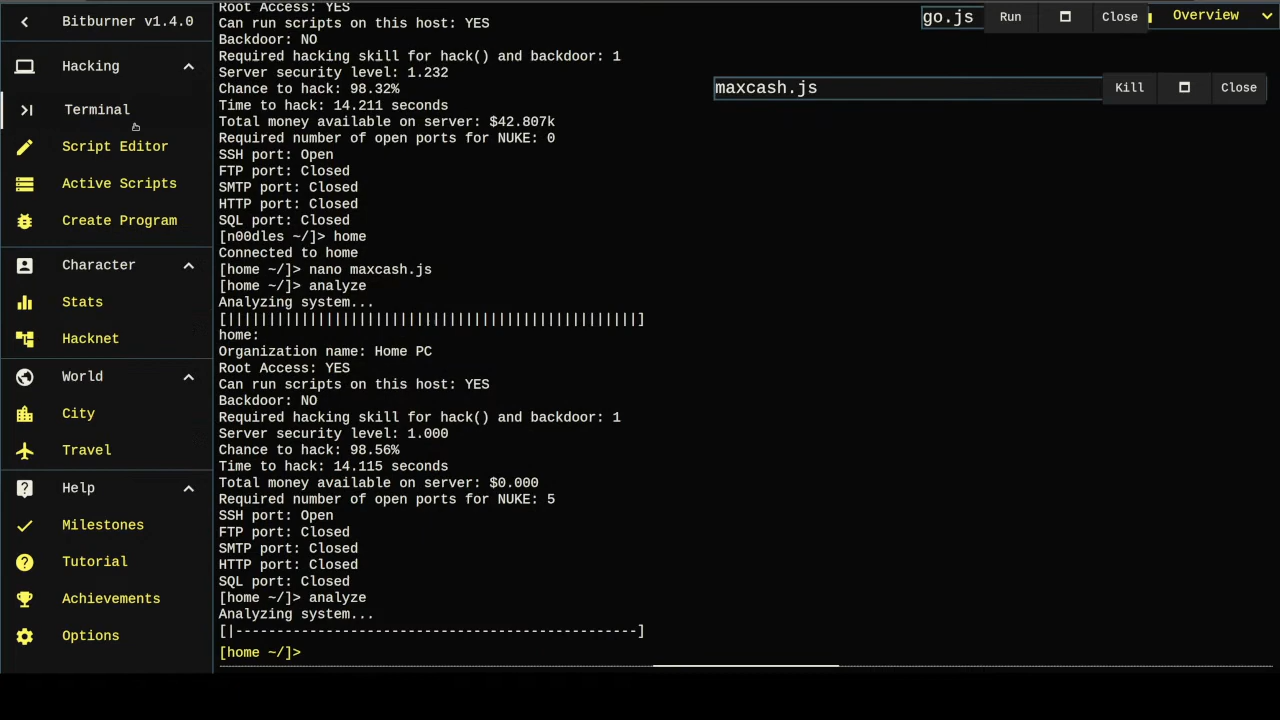 Bitburner v1.4.0
Hacking
Terminal
Script Editor
Active Scripts
Create Program
Character
Stats
Hacknet
World
City
Travel
Help
Milestones
Tutorial
Achievements
Options
Root Access: YES
Can run scripts on this host: YES
Backdoor: NO
Required hacking skill for hack() and backdoor: 1
Server security level: 1.232
Chance to hack: 98.32%
Time to hack: 14.211 seconds
Total money available on server: $42.807k
Required number of open ports for NUKE: 0
SSH port: Open
FTP port: Closed
SMTP port: Closed
HTTP port: Closed
SQL port: Closed
[n00dles ~/]> home
Connected to home
[home ~/]> nano maxcash.js
[home ~/]> analyze
Analyzing system...
[||||||||||||||||||||||||||||||||||||||||||||||||||]
home:
Organization name: Home PC
Root Access: YES
Can run scripts on this host: YES
Backdoor: NO
Required hacking skill for hack() and backdoor: 1
Server security level: 1.000
Chance to hack: 98.56%
Time to hack: 14.115 seconds
Total money available on server: $0.000
Required number of open ports for NUKE: 5
SSH port: Open
FTP port: Closed
SMTP port: Closed
HTTP port: Closed
SQL port: Closed
[home ~/]> analyze
Analyzing system...
[|-------------------------------------------------]
[home ~/]>
go.js Run Close
Overview
maxcash.js Kill Close